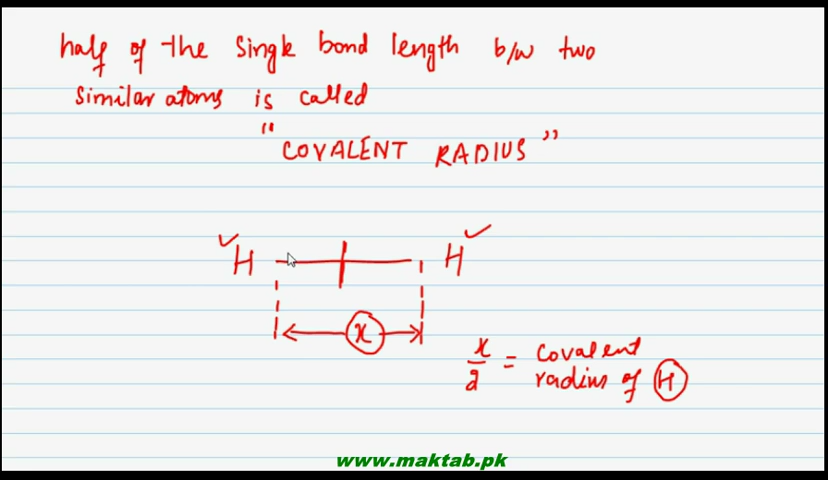 half of the single bond length b/w two
similar atoms is called
"COVALENT RADIUS"
H H
x
x/2 = covalent
radius of H
www.maktab.pk